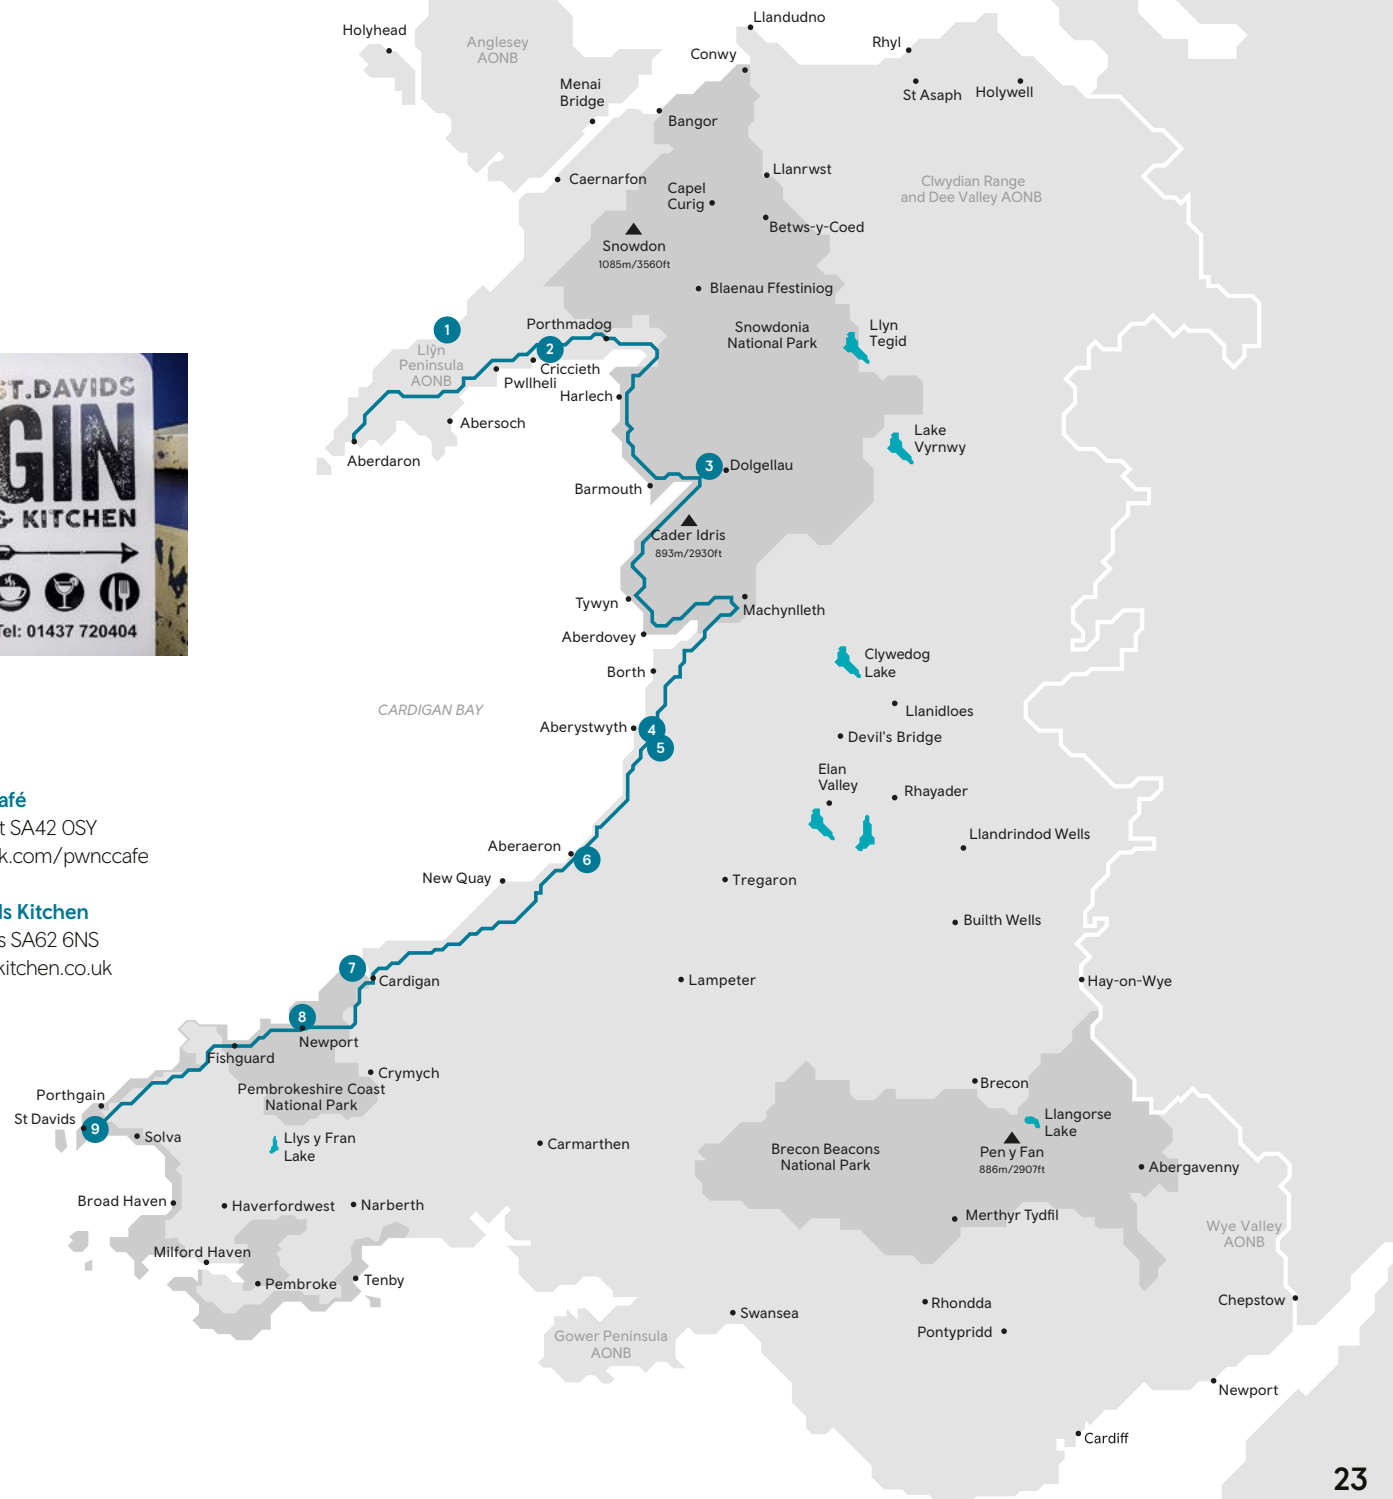 Llandudno
Holyhead
Anglesey
AONB
Rhyl
Conwy
Menai
Bridge
St Asaph
Holywell
Bangor
Llanrwst
Caernarfon
Capel
Curig
Clwydian Range
and Dee Valley AONB
Betws-y-Coed
Snowdon
1085m/3560ft
Blaenau Ffestiniog
1
Porthmadog
Snowdonia
National Park
Llyn
Tegid
Llŷn
Peninsula
AONB
2
Criccieth
Pwllheli
Harlech
Abersoch
Aberdaron
Lake
Vyrnwy
3
Dolgellau
Barmouth
Cader Idris
893m/2930ft
ST.DAVIDS
GIN
& KITCHEN
Tel: 01437 720404
Tywyn
Machynlleth
Aberdovey
Borth
Clywedog
Lake
CARDIGAN BAY
Llanidloes
Aberystwyth
4
5
Devil's Bridge
Elan
Valley
Rhayader
afé
t SA42 0SY
k.com/pwnccafe
Llandrindod Wells
Aberaeron
6
New Quay
Tregaron
ls Kitchen
s SA62 6NS
kitchen.co.uk
Builth Wells
7
Cardigan
Lampeter
Hay-on-Wye
8
Newport
Fishguard
Crymych
Pembrokeshire Coast
National Park
Porthgain
St Davids
9
Solva
Llys y Fran
Lake
Carmarthen
Brecon
Llangorse
Lake
Brecon Beacons
National Park
Pen y Fan
886m/2907ft
Abergavenny
Broad Haven
Haverfordwest
Narberth
Merthyr Tydfil
Wye Valley
AONB
Milford Haven
Pembroke
Tenby
Chepstow
Rhondda
Swansea
Pontypridd
Gower Peninsula
AONB
Newport
Cardiff
23